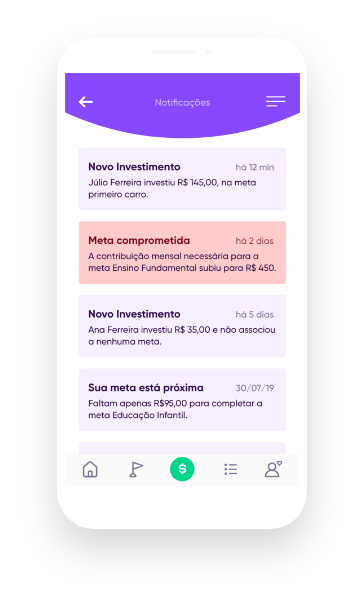 Notificações
Novo Investimento há 12 min
Júlio Ferreira investiu R$ 145,00, na meta
primeiro carro.
Meta comprometida há 2 dias
A contribuição mensal necessária para a
meta Ensino Fundamental subiu para R$ 450.
Novo Investimento há 5 dias
Ana Ferreira investiu R$ 35,00 e não associou
a nenhuma meta.
Sua meta está próxima 30/07/19
Faltam apenas R$95,00 para completar a
meta Educação Infantil.
$